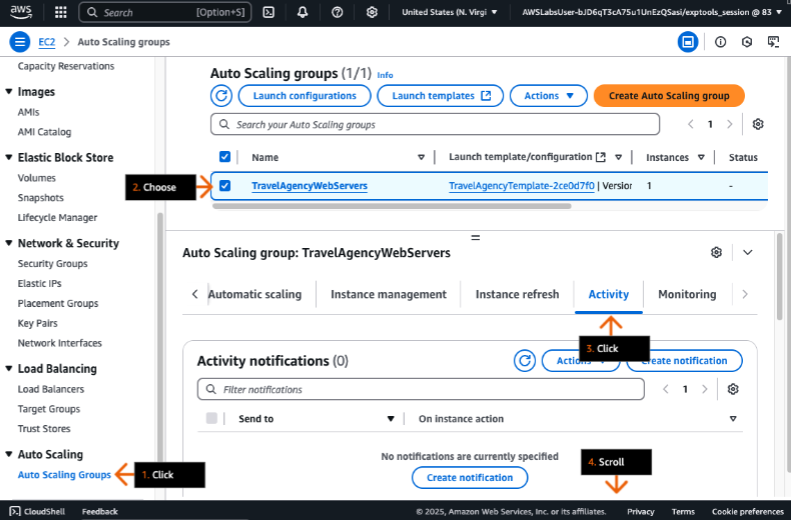 aws
Search [Option+S]
United States (N. Virgi
AWSLabsUser-bJD6qT3cA75u1UnEzQSasi/exptools_session @ 83
EC2 > Auto Scaling groups
Capacity Reservations
Images
AMIs
AMI Catalog
Elastic Block Store
Volumes
Snapshots
Lifecycle Manager
Network & Security
Security Groups
Elastic IPs
Placement Groups
Key Pairs
Network Interfaces
Load Balancing
Load Balancers
Target Groups
Trust Stores
Auto Scaling
Auto Scaling Groups
1. Click
Auto Scaling groups (1/1) Info
Launch configurations
Launch templates
Actions
Create Auto Scaling group
Search your Auto Scaling groups
1
Name
Launch template/configuration
Instances
Status
2. Choose
TravelAgencyWebServers
TravelAgencyTemplate-2ce0d7f0 | Version
1
-
Auto Scaling group: TravelAgencyWebServers
Automatic scaling
Instance management
Instance refresh
Activity
Monitoring
3. Click
Activity notifications (0)
Actions
Create notification
Filter notifications
1
Send to
On instance action
No notifications are currently specified
Create notification
4. Scroll
CloudShell
Feedback
© 2025, Amazon Web Services, Inc. or its affiliates.
Privacy
Terms
Cookie preferences